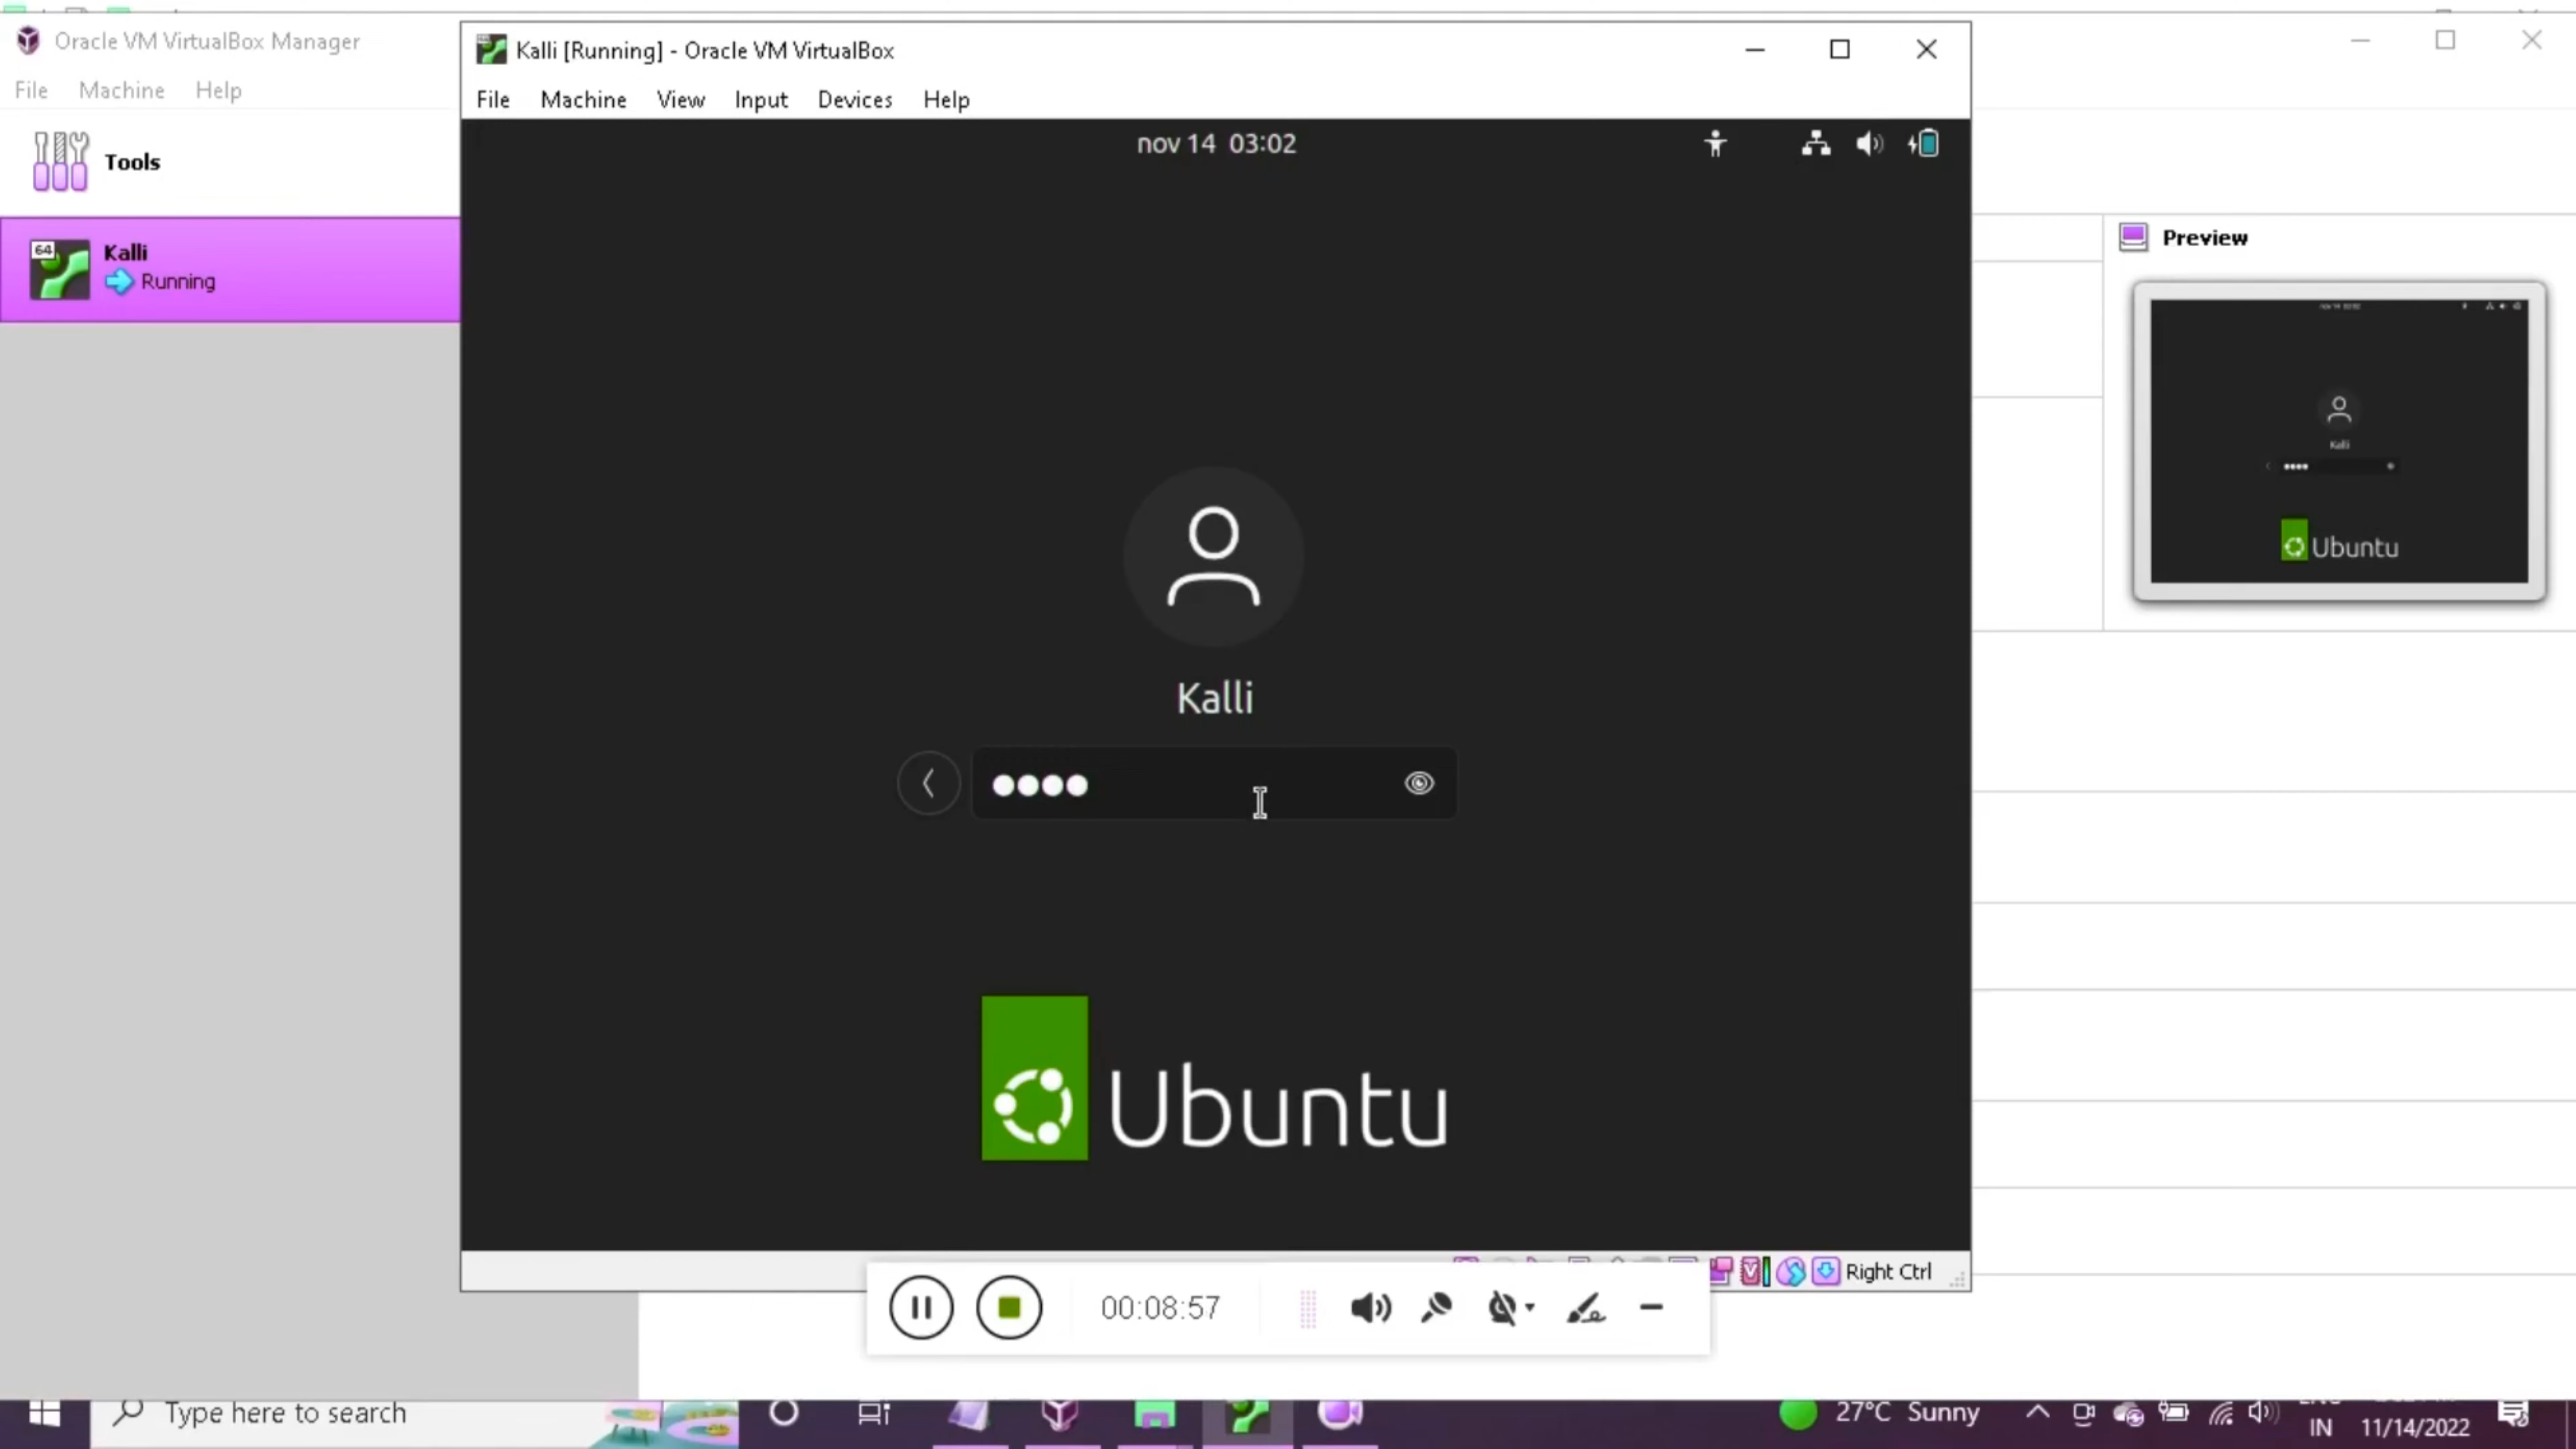 Oracle VM VirtualBox Manager
File Machine Help
Tools
64
Kalli
Running
Kalli [Running] - Oracle VM VirtualBox
File Machine View Input Devices Help
nov 14 03:02
Kalli
Ubuntu
Right Ctrl
Preview
Kalli
Ubuntu
00:08:57
Type here to search
27°C Sunny
IN
11/14/2022